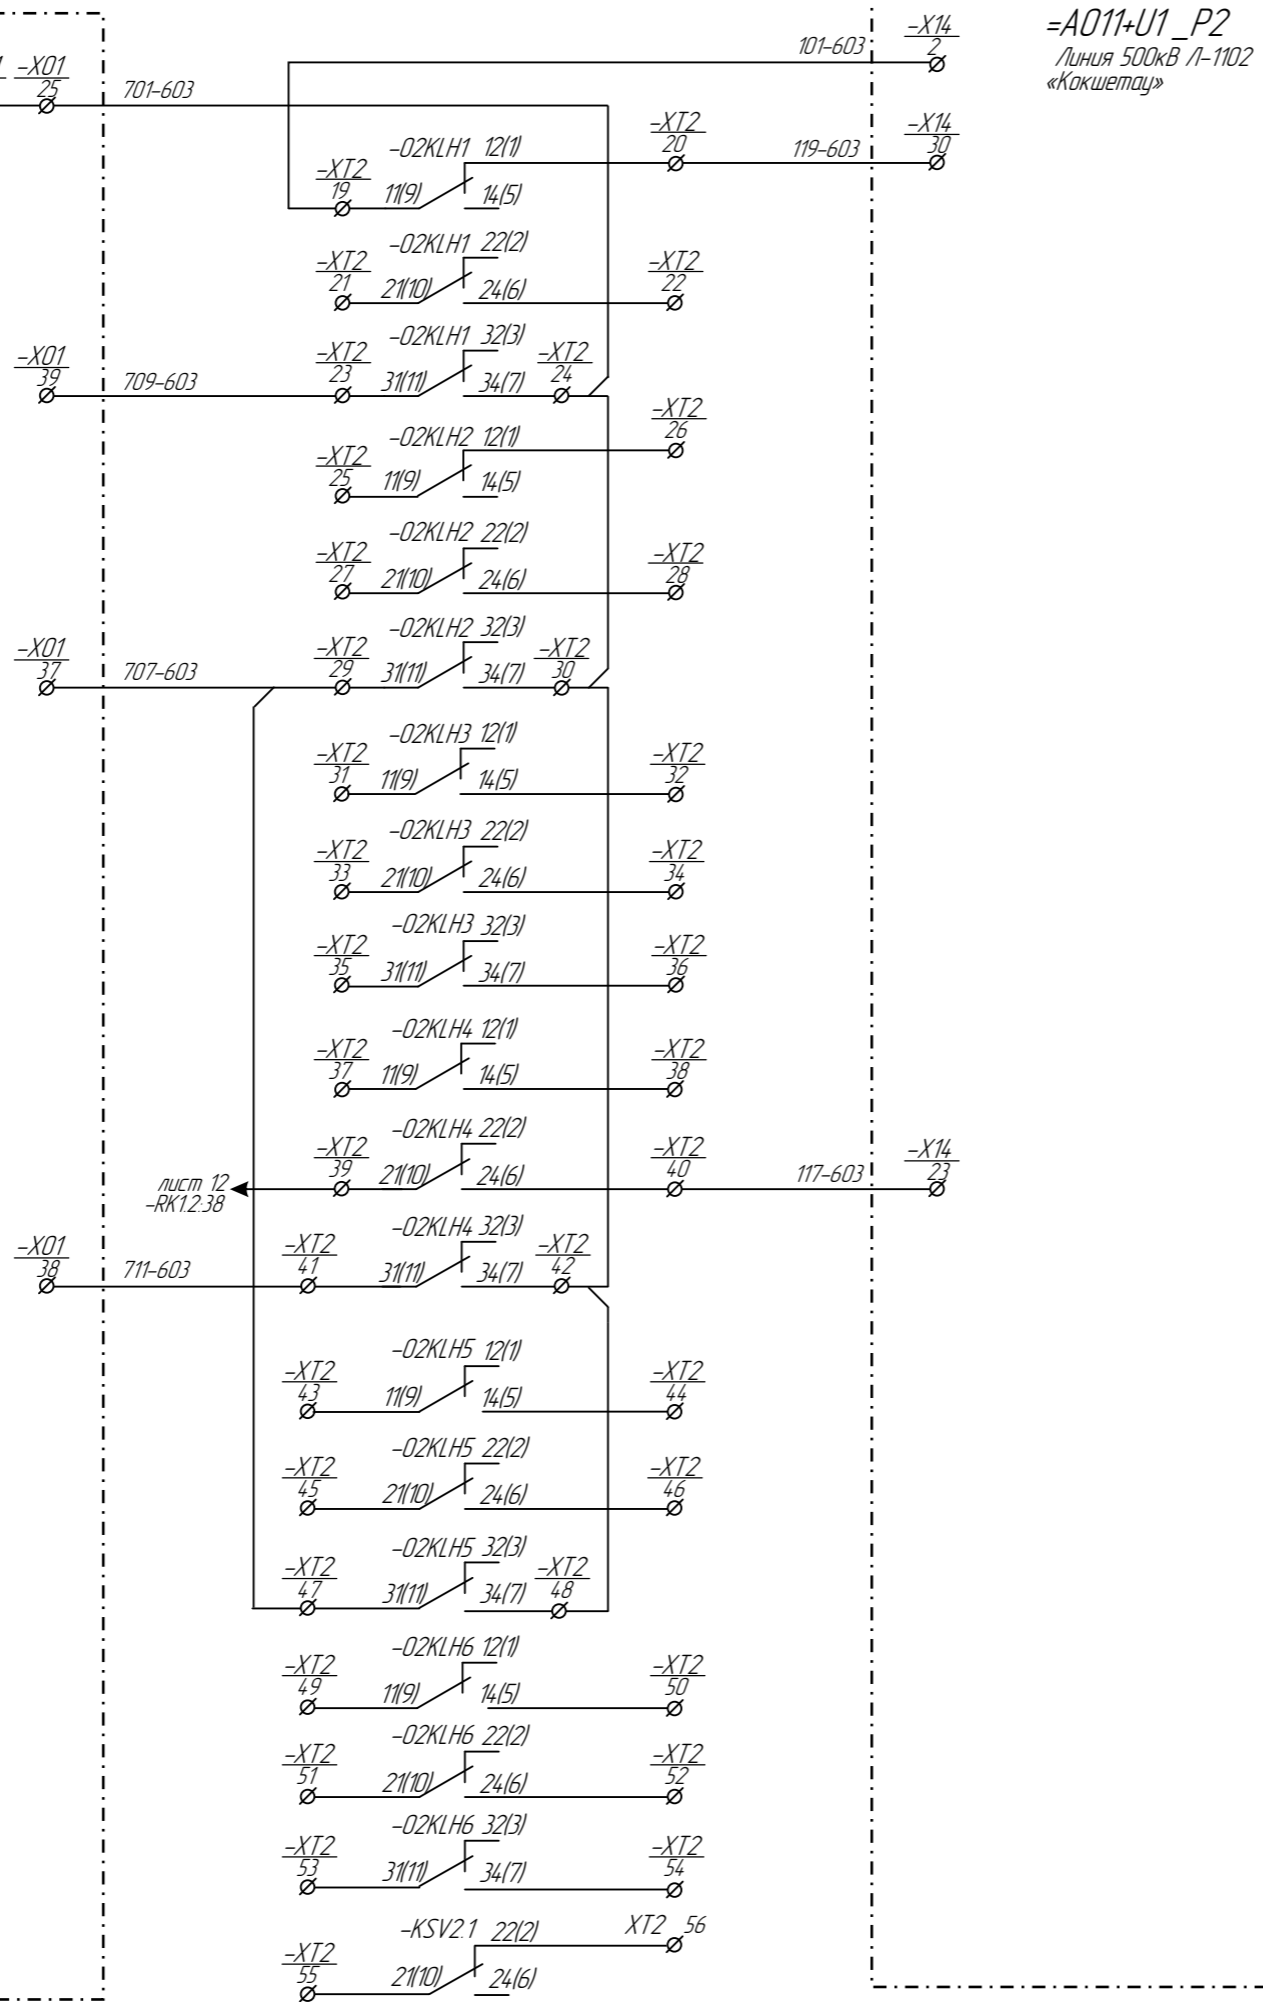 =A011+U1_P2
Линия 500кВ Л-1102
«Кокшетау»
-X14
2
101-603
-X01
25
701-603
-XT2
20
-X14
30
119-603
-02KLH1 12(1)
-XT2
19
11(9)
14(5)
-02KLH1 22(2)
-XT2
21
21(10)
24(6)
-XT2
22
-02KLH1 32(3)
-X01
39
709-603
-XT2
23
31(11)
34(7)
-XT2
24
-XT2
26
-02KLH2 12(1)
-XT2
25
11(9)
14(5)
-02KLH2 22(2)
-XT2
27
21(10)
24(6)
-XT2
28
-02KLH2 32(3)
-X01
37
707-603
-XT2
29
31(11)
34(7)
-XT2
30
-02KLH3 12(1)
-XT2
31
11(9)
14(5)
-XT2
32
-02KLH3 22(2)
-XT2
33
21(10)
24(6)
-XT2
34
-02KLH3 32(3)
-XT2
35
31(11)
34(7)
-XT2
36
-02KLH4 12(1)
-XT2
37
11(9)
14(5)
-XT2
38
-02KLH4 22(2)
лист 12
-RK1.2:38
-XT2
39
21(10)
24(6)
-XT2
40
117-603
-X14
23
-02KLH4 32(3)
-X01
38
711-603
-XT2
41
31(11)
34(7)
-XT2
42
-02KLH5 12(1)
-XT2
43
11(9)
14(5)
-XT2
44
-02KLH5 22(2)
-XT2
45
21(10)
24(6)
-XT2
46
-02KLH5 32(3)
-XT2
47
31(11)
34(7)
-XT2
48
-02KLH6 12(1)
-XT2
49
11(9)
14(5)
-XT2
50
-02KLH6 22(2)
-XT2
51
21(10)
24(6)
-XT2
52
-02KLH6 32(3)
-XT2
53
31(11)
34(7)
-XT2
54
-KSV2.1 22(2)
XT2 56
-XT2
55
21(10)
24(6)